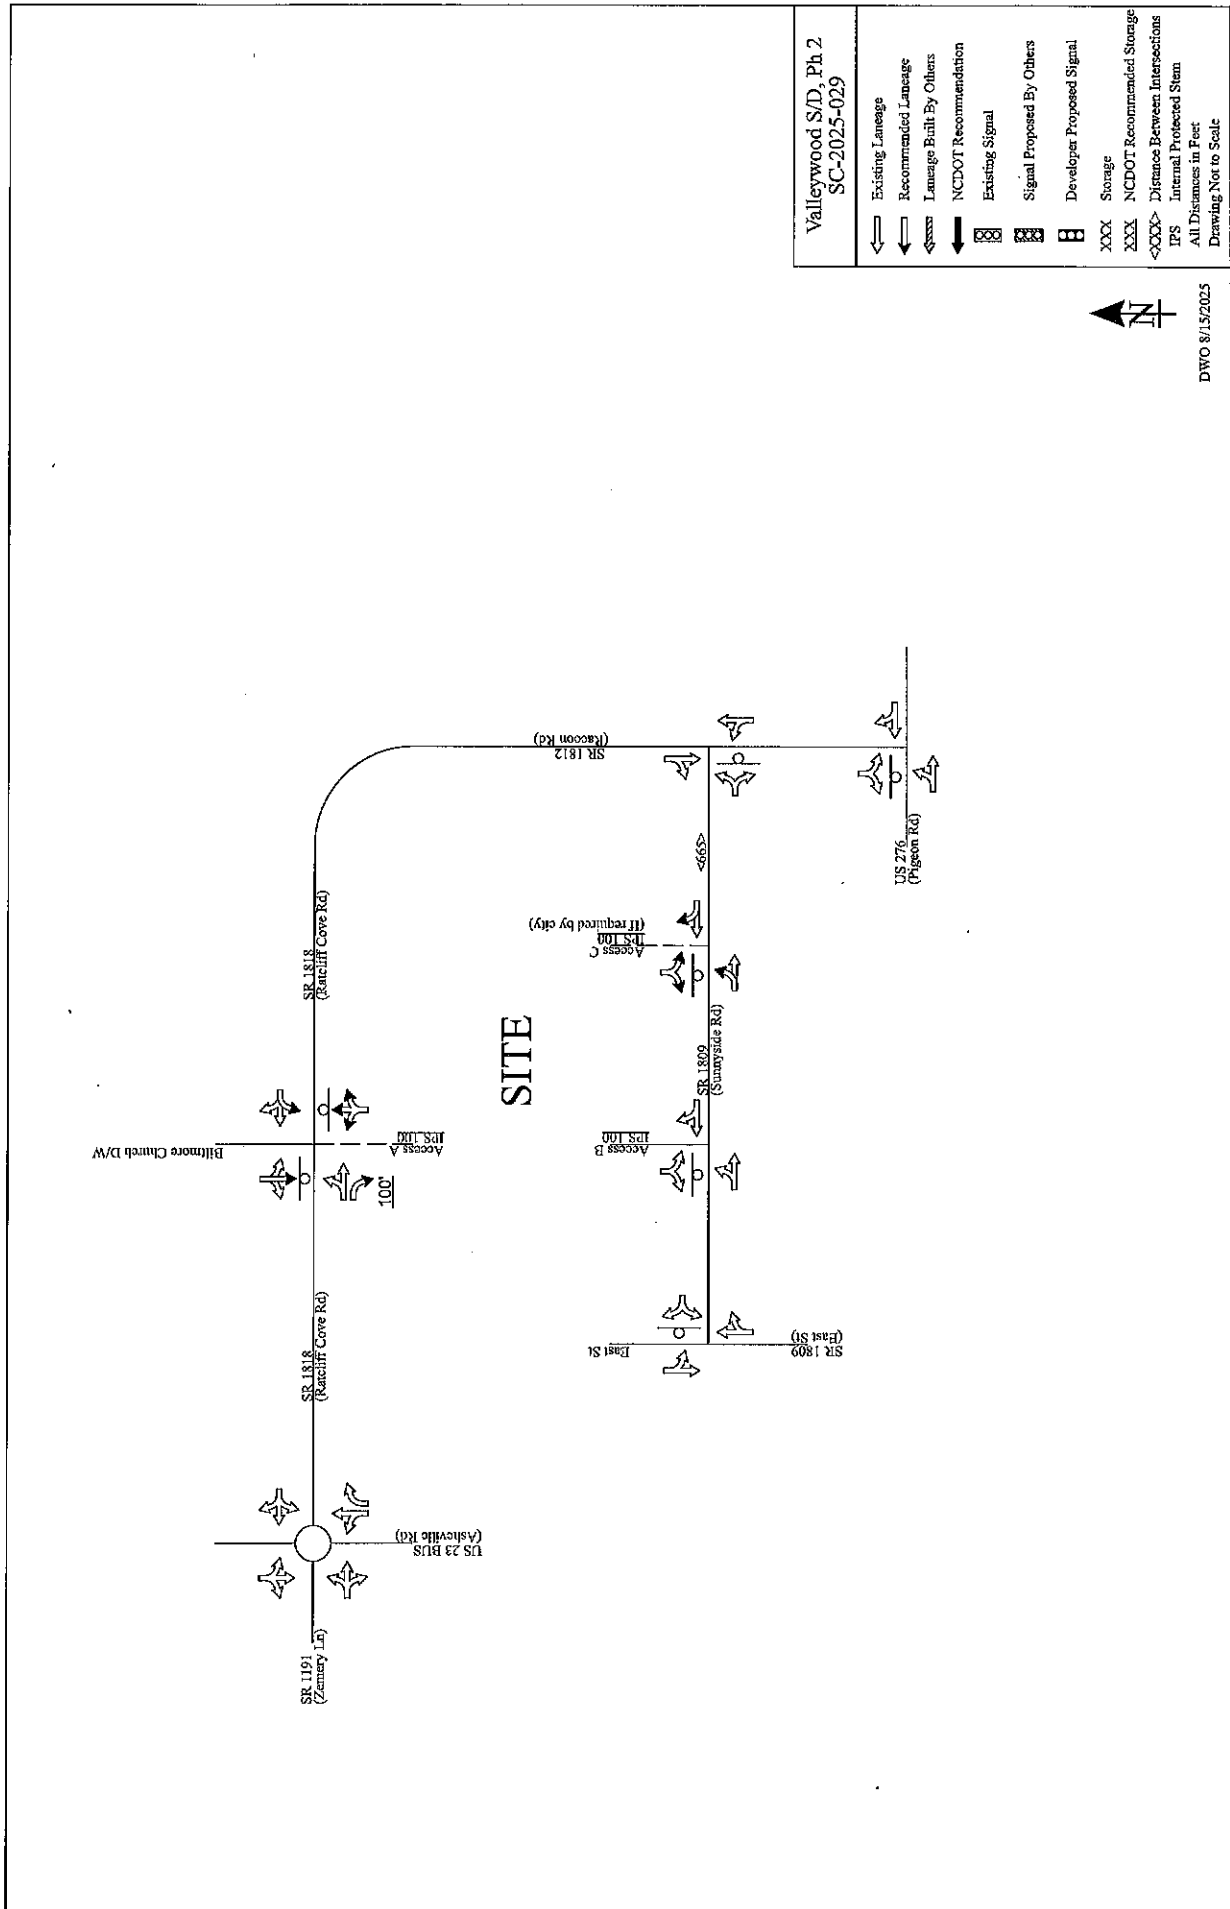 Valleywood S/D, Ph 2
SC-2025-029
Existing Laneage
Recommended Laneage
Laneage Built By Others
NCDOT Recommendation
Existing Signal
Signal Proposed By Others
Developer Proposed Signal
XXX Storage
XXX NCDOT Recommended Storage
<XXX> Distance Between Intersections
IPS Internal Protected Stem
All Distances in Feet
Drawing Not to Scale
N
DWO 8/15/2025
SR 1191
(Zemery Ln)
US 23 BUS
(Asheville Rd)
SR 1818
(Ratcliff Cove Rd)
Biltmore Church D/W
Access A
IPS 100
100'
SR 1818
(Ratcliff Cove Rd)
SITE
SR 1812
(Raccoon Rd)
East St
SR 1809
(East St)
Access B
IPS 100
SR 1809
(Sunnyside Rd)
Access C
IPS 100
(If required by city)
<665>
US 276
(Pigeon Rd)